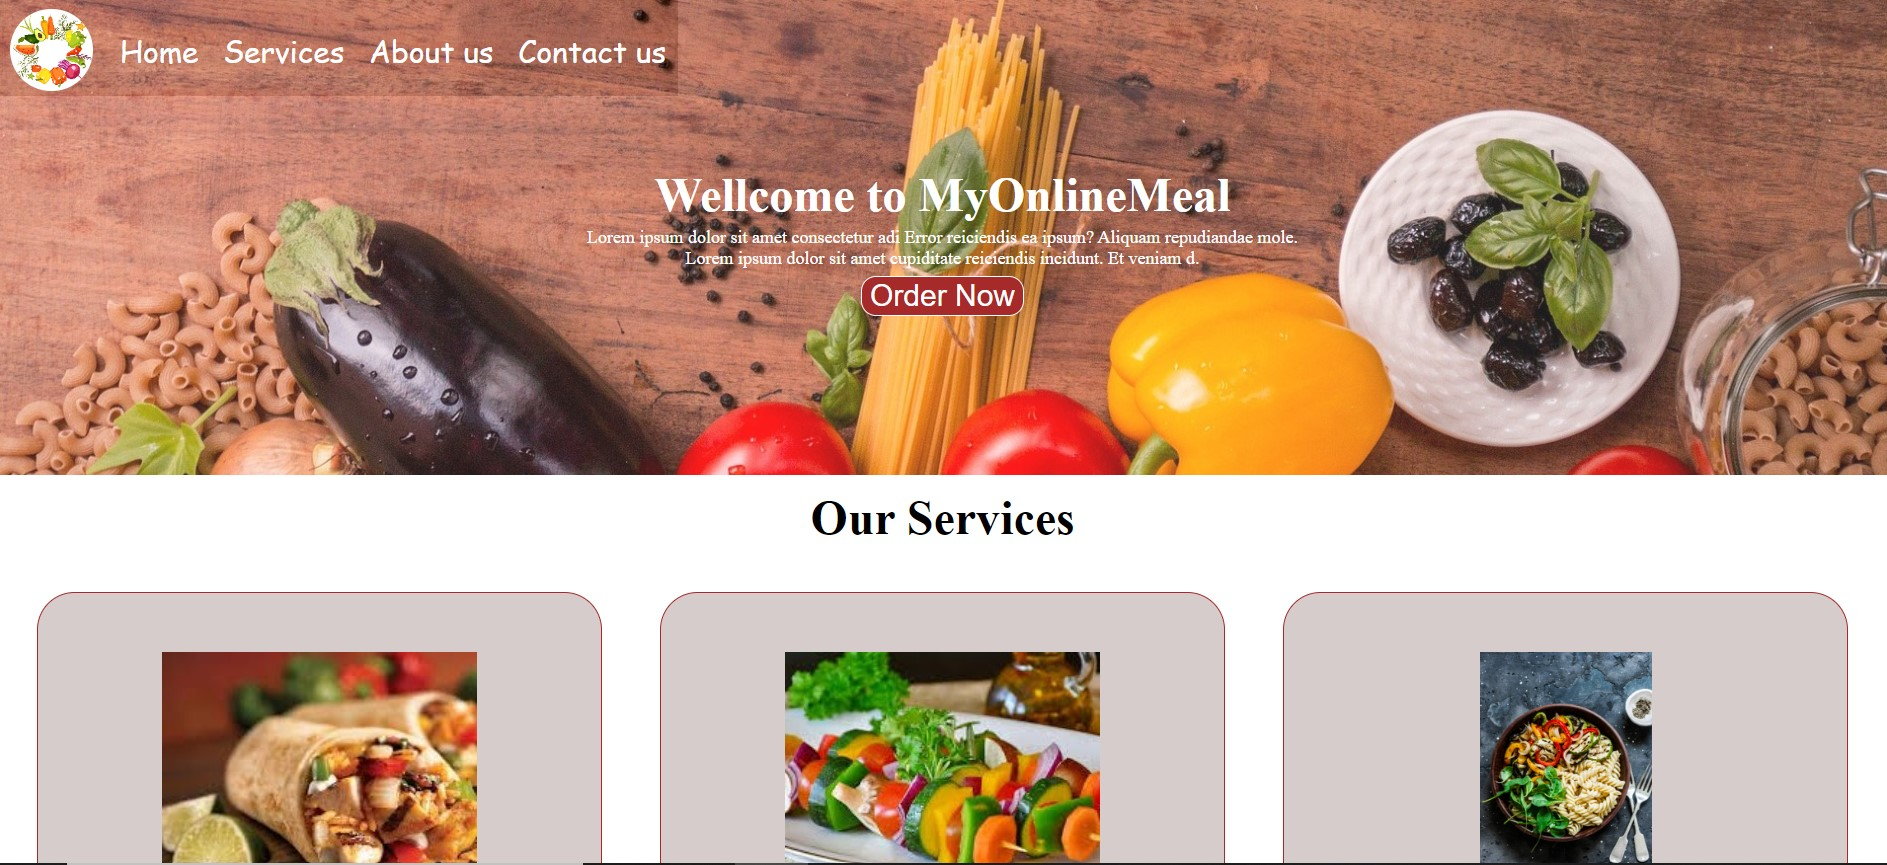 Home Services About us Contact us
Wellcome to MyOnlineMeal
Lorem ipsum dolor sit amet consectetur adi Error reiciendis ea ipsum? Aliquam repudiandae mole.
Lorem ipsum dolor sit amet cupiditate reiciendis incidunt. Et veniam d.
Order Now
Our Services